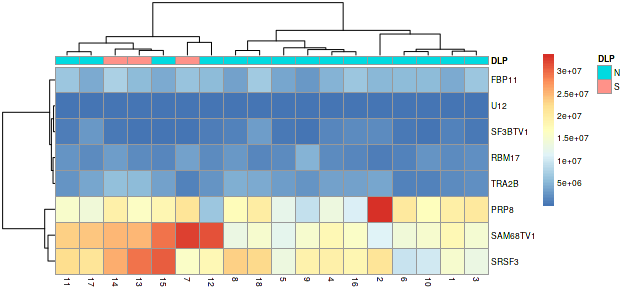 DLP
FBP11
U12
SF3BTV1
RBM17
TRA2B
PRP8
SAM68TV1
SRSF3
11 17 14 13 15 7 12 8 18 5 9 4 16 2 6 10 1 3
3e+07
2.5e+07
2e+07
1.5e+07
1e+07
5e+06
DLP
N
S